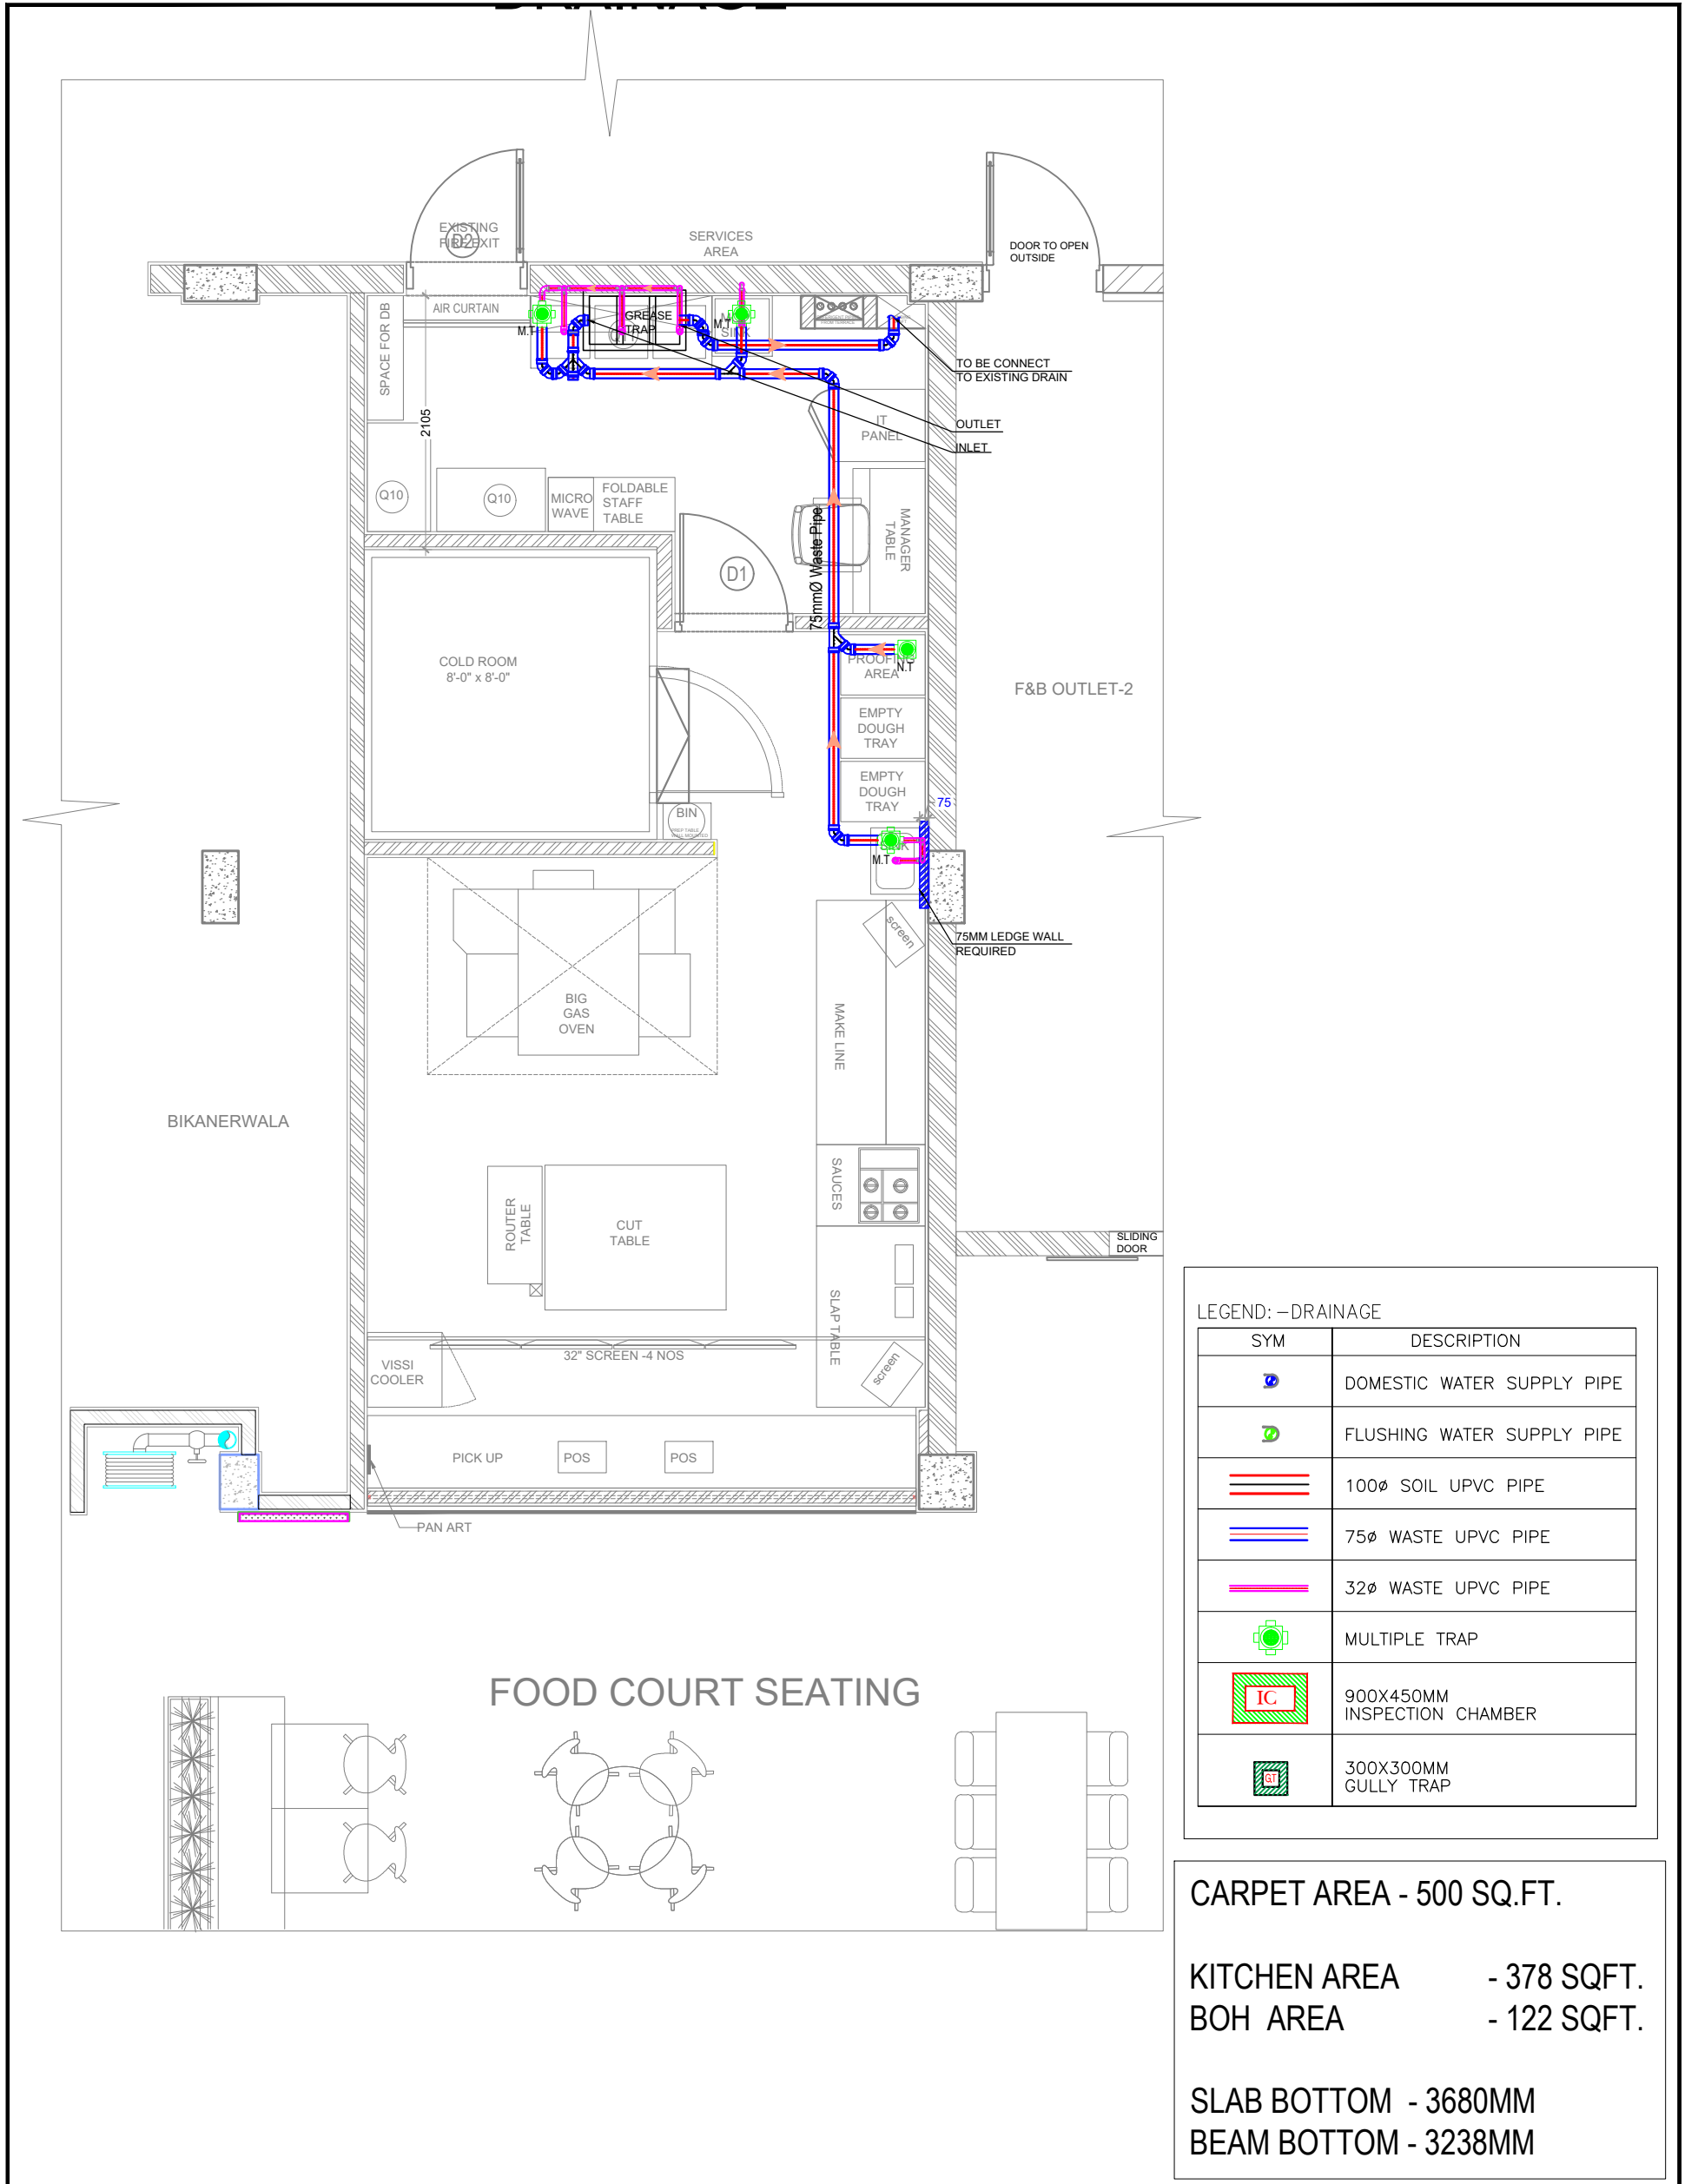 DRAINAGE
EXISTING
FIRE EXIT
D2
SERVICES
AREA
DOOR TO OPEN
OUTSIDE
AIR CURTAIN
SPACE FOR DB
M.T
GREASE
TRAP
M.T
SINK
TO BE CONNECT
TO EXISTING DRAIN
2105
IT
PANEL
OUTLET
INLET
Q10
Q10
MICRO
WAVE
FOLDABLE
STAFF
TABLE
75mmØ Waste Pipe
MANAGER
TABLE
D1
COLD ROOM
8'-0" x 8'-0"
PROOFING
AREA
N.T
F&B OUTLET-2
EMPTY
DOUGH
TRAY
EMPTY
DOUGH
TRAY
75
BIN
PREP TABLE
WALL MOUNTED
SINK
M.T
screen
75MM LEDGE WALL
REQUIRED
BIG
GAS
OVEN
MAKE LINE
BIKANERWALA
SAUCES
ROUTER
TABLE
CUT
TABLE
SLIDING
DOOR
SLAP TABLE
32" SCREEN -4 NOS
VISSI
COOLER
screen
PICK UP
POS
POS
PAN ART
FOOD COURT SEATING
LEGEND:-DRAINAGE
SYM DESCRIPTION
DOMESTIC WATER SUPPLY PIPE
FLUSHING WATER SUPPLY PIPE
100ø SOIL UPVC PIPE
75ø WASTE UPVC PIPE
32ø WASTE UPVC PIPE
MULTIPLE TRAP
IC
900X450MM
INSPECTION CHAMBER
GT
300X300MM
GULLY TRAP
CARPET AREA - 500 SQ.FT.
KITCHEN AREA - 378 SQFT.
BOH AREA - 122 SQFT.
SLAB BOTTOM - 3680MM
BEAM BOTTOM - 3238MM